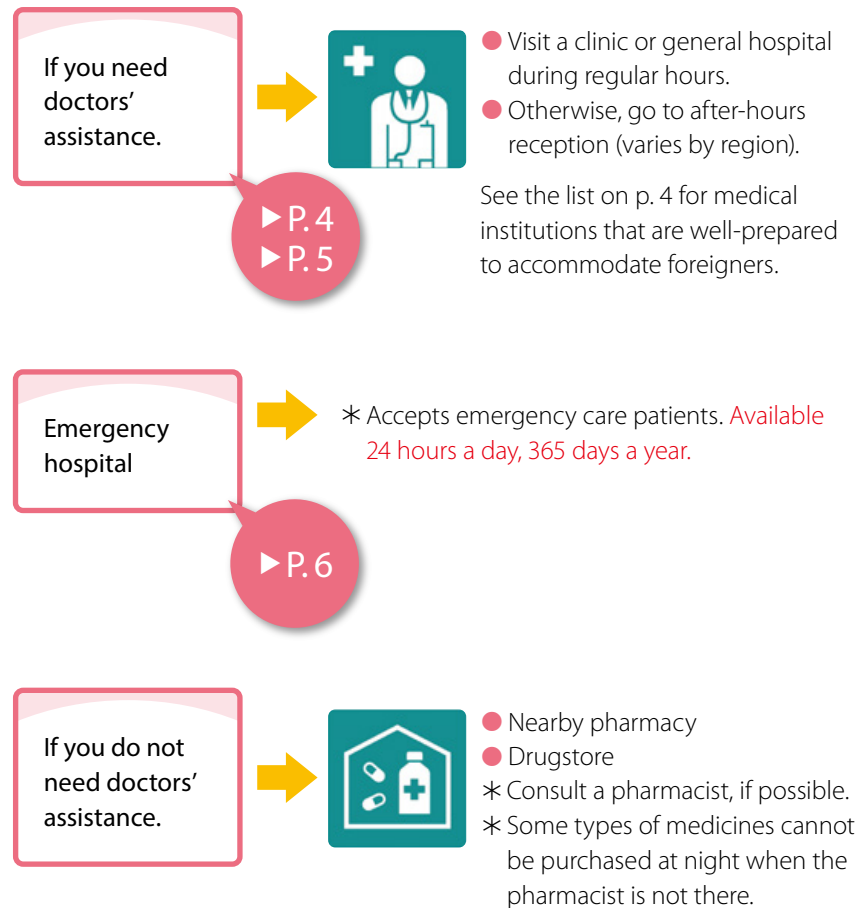 If you need
doctors’
assistance.
▶P. 4
▶P. 5
● Visit a clinic or general hospital
during regular hours.
● Otherwise, go to after-hours
reception (varies by region).
See the list on p. 4 for medical
institutions that are well-prepared
to accommodate foreigners.
Emergency
hospital
▶P. 6
＊Accepts emergency care patients. Available
24 hours a day, 365 days a year.
If you do not
need doctors’
assistance.
● Nearby pharmacy
● Drugstore
＊Consult a pharmacist, if possible.
＊Some types of medicines cannot
be purchased at night when the
pharmacist is not there.